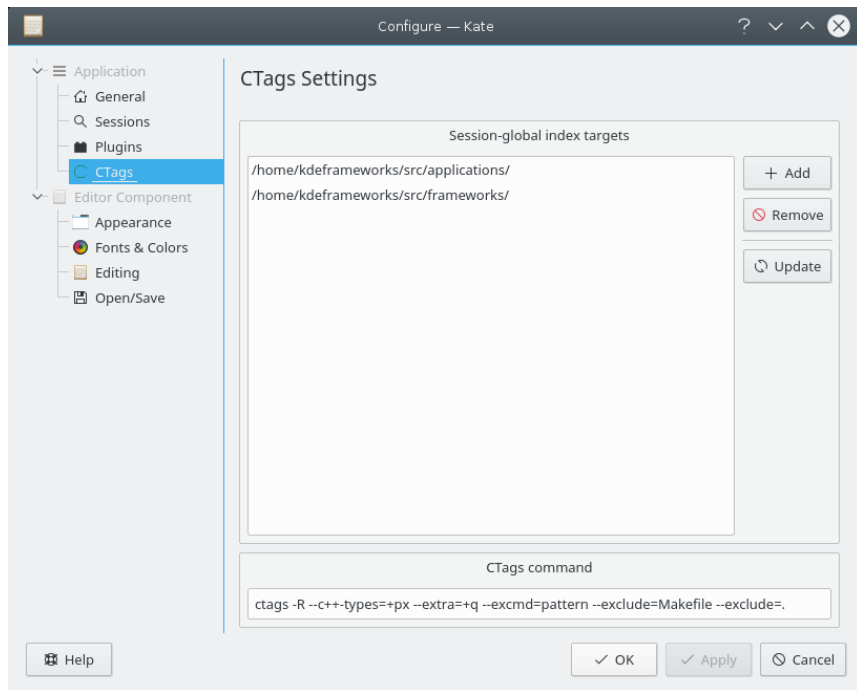 Configure — Kate
Application
General
Sessions
Plugins
CTags
Editor Component
Appearance
Fonts & Colors
Editing
Open/Save
CTags Settings
Session-global index targets
/home/kdeframeworks/src/applications/
/home/kdeframeworks/src/frameworks/
Add
Remove
Update
CTags command
ctags -R --c++-types=+px --extra=+q --excmd=pattern --exclude=Makefile --exclude=.
Help
OK
Apply
Cancel